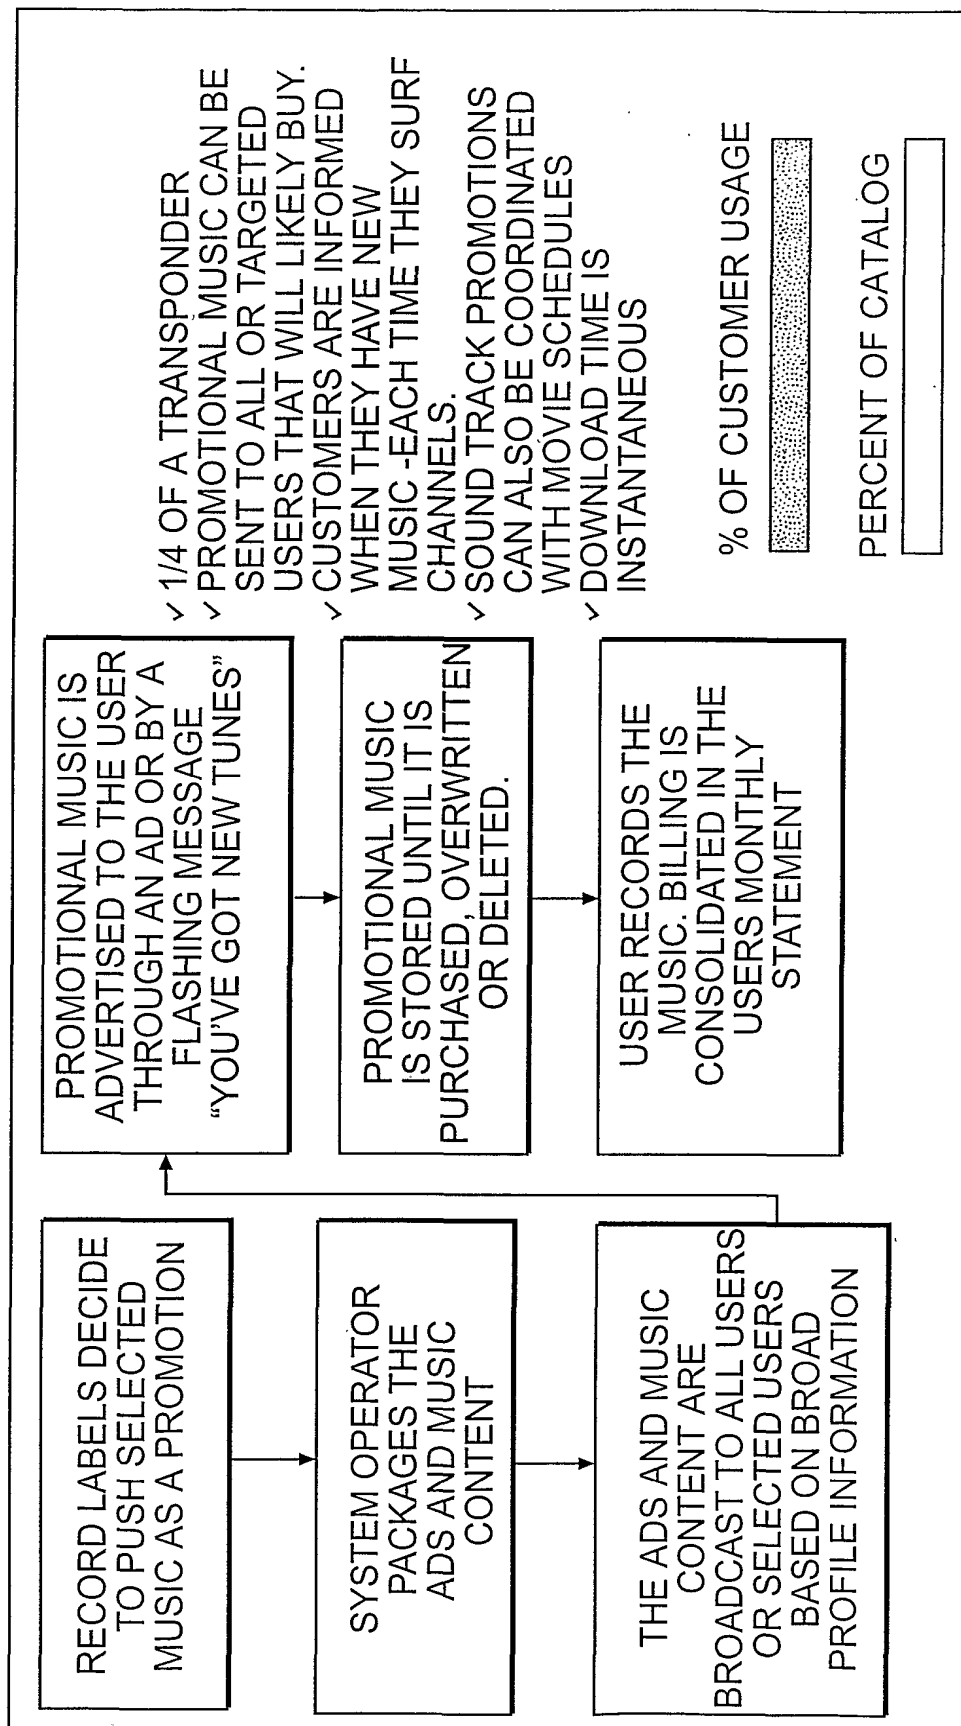 RECORD LABELS DECIDE
TO PUSH SELECTED
MUSIC AS A PROMOTION
SYSTEM OPERATOR
PACKAGES THE
ADS AND MUSIC
CONTENT
THE ADS AND MUSIC
CONTENT ARE
BROADCAST TO ALL USERS
OR SELECTED USERS
BASED ON BROAD
PROFILE INFORMATION
PROMOTIONAL MUSIC IS
ADVERTISED TO THE USER
THROUGH AN AD OR BY A
FLASHING MESSAGE
“YOU’VE GOT NEW TUNES”
PROMOTIONAL MUSIC
IS STORED UNTIL IT IS
PURCHASED, OVERWRITTEN
OR DELETED.
USER RECORDS THE
MUSIC. BILLING IS
CONSOLIDATED IN THE
USERS MONTHLY
STATEMENT
✓ 1/4 OF A TRANSPONDER
✓ PROMOTIONAL MUSIC CAN BE
SENT TO ALL OR TARGETED
USERS THAT WILL LIKELY BUY.
✓ CUSTOMERS ARE INFORMED
WHEN THEY HAVE NEW
MUSIC -EACH TIME THEY SURF
CHANNELS.
✓ SOUND TRACK PROMOTIONS
CAN ALSO BE COORDINATED
WITH MOVIE SCHEDULES
✓ DOWNLOAD TIME IS
INSTANTANEOUS
% OF CUSTOMER USAGE
PERCENT OF CATALOG